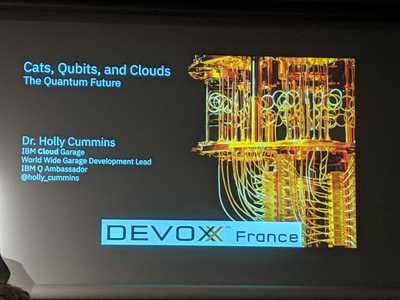 Cats, Qubits, and Clouds
The Quantum Future
Dr. Holly Cummins
IBM Cloud Garage
World Wide Garage Development Lead
IBM Q Ambassador
@holly_cummins
DEVOXX™ France